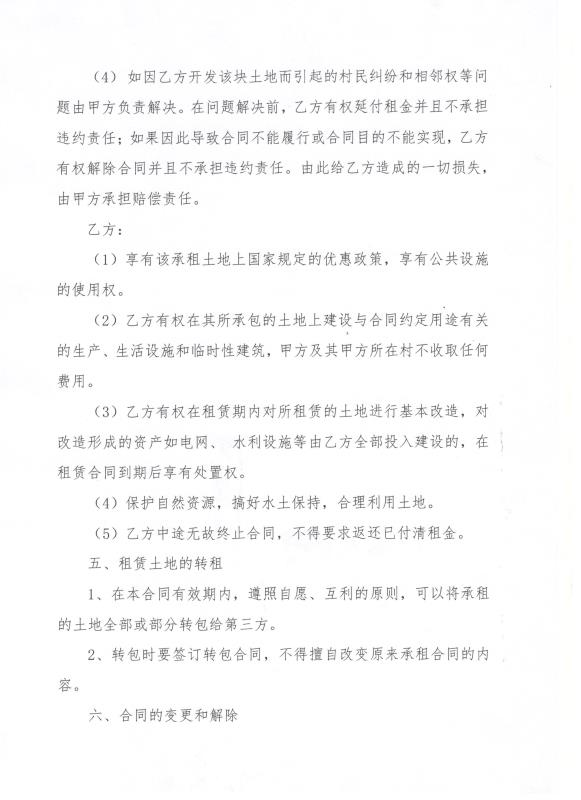 （4） 如因乙方开发该块土地而引起的村民纠纷和相邻权等问
题由甲方负责解决。在问题解决前，乙方有权延付租金并且不承担
违约责任；如果因此导致合同不能履行或合同目的不能实现，乙方
有权解除合同并且不承担违约责任。由此给乙方造成的一切损失，
由甲方承担赔偿责任。
乙方：
（1）享有该承租土地上国家规定的优惠政策，享有公共设施
的使用权。
（2）乙方有权在其所承包的土地上建设与合同约定用途有关
的生产、生活设施和临时性建筑，甲方及其甲方所在村不收取任何
费用。
（3）乙方有权在租赁期内对所租赁的土地进行基本改造，对
改造形成的资产如电网、 水利设施等由乙方全部投入建设的，在
租赁合同到期后享有处置权。
（4）保护自然资源，搞好水土保持，合理利用土地。
（5）乙方中途无故终止合同，不得要求返还已付清租金。
五、租赁土地的转租
1、在本合同有效期内，遵照自愿、互利的原则，可以将承租
的土地全部或部分转包给第三方。
2、转包时要签订转包合同，不得擅自改变原来承租合同的内
容。
六、合同的变更和解除